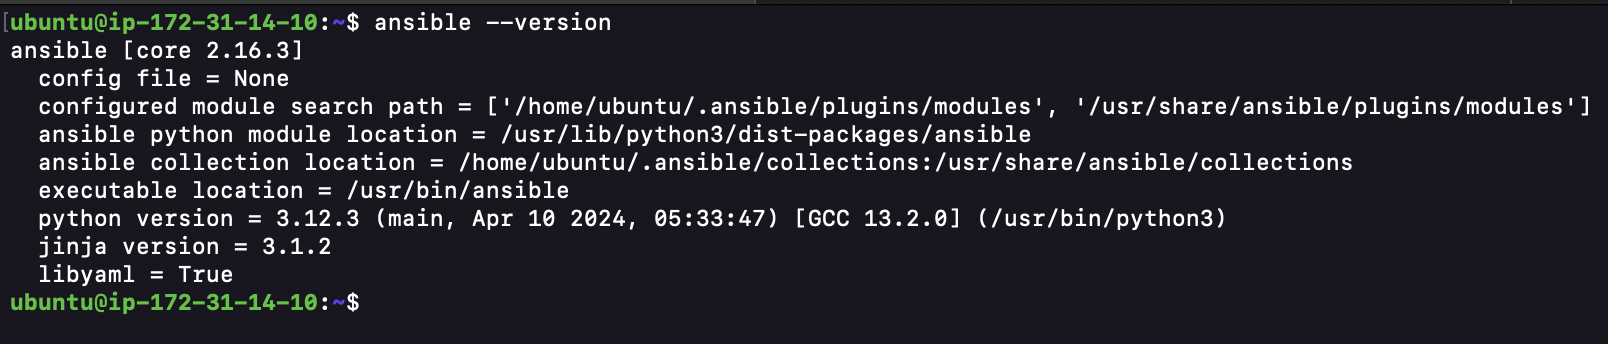 [ubuntu@ip-172-31-14-10:~$ ansible --version
ansible [core 2.16.3]
  config file = None
  configured module search path = ['/home/ubuntu/.ansible/plugins/modules', '/usr/share/ansible/plugins/modules']
  ansible python module location = /usr/lib/python3/dist-packages/ansible
  ansible collection location = /home/ubuntu/.ansible/collections:/usr/share/ansible/collections
  executable location = /usr/bin/ansible
  python version = 3.12.3 (main, Apr 10 2024, 05:33:47) [GCC 13.2.0] (/usr/bin/python3)
  jinja version = 3.1.2
  libyaml = True
ubuntu@ip-172-31-14-10:~$